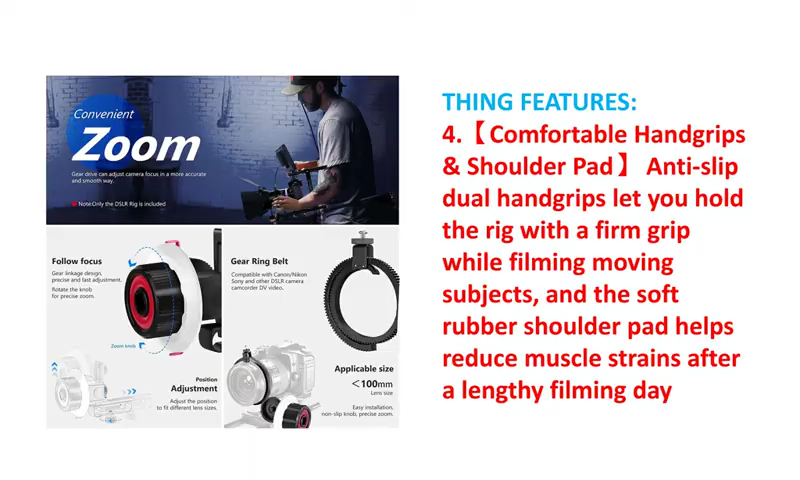 Convenient
Zoom
Gear drive can adjust camera focus in a more accurate
and smooth way.
Note:Only the DSLR Rig is included
Follow focus
Gear linkage design,
precise and fast adjustment.
Rotate the knob
for precise zoom.
Zoom knob
Position
Adjustment
Adjust the position
to fit different lens sizes.
Gear Ring Belt
Compatible with Canon/Nikon
Sony and other DSLR camera
camcorder DV video.
Applicable size
<100mm
Lens size
Easy installation,
non-slip knob, precise zoom.
THING FEATURES:
4.【Comfortable Handgrips
& Shoulder Pad】 Anti-slip
dual handgrips let you hold
the rig with a firm grip
while filming moving
subjects, and the soft
rubber shoulder pad helps
reduce muscle strains after
a lengthy filming day